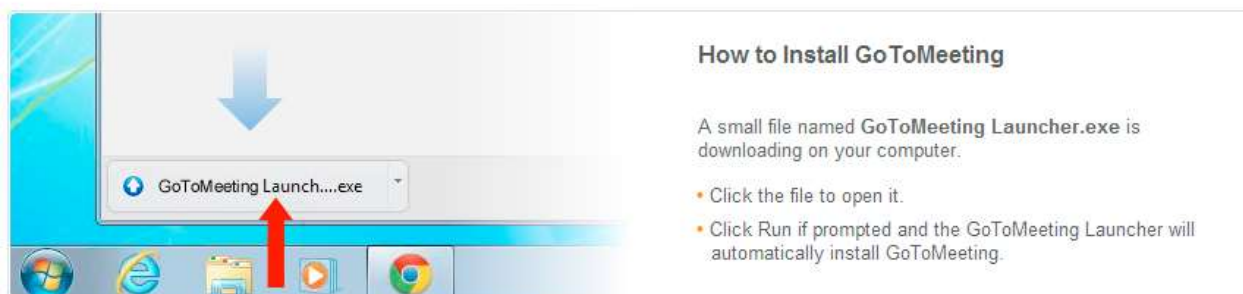 How to Install GoToMeeting
A small file named GoToMeeting Launcher.exe is
downloading on your computer.
GoToMeeting Launch....exe
• Click the file to open it.
• Click Run if prompted and the GoToMeeting Launcher will
automatically install GoToMeeting.